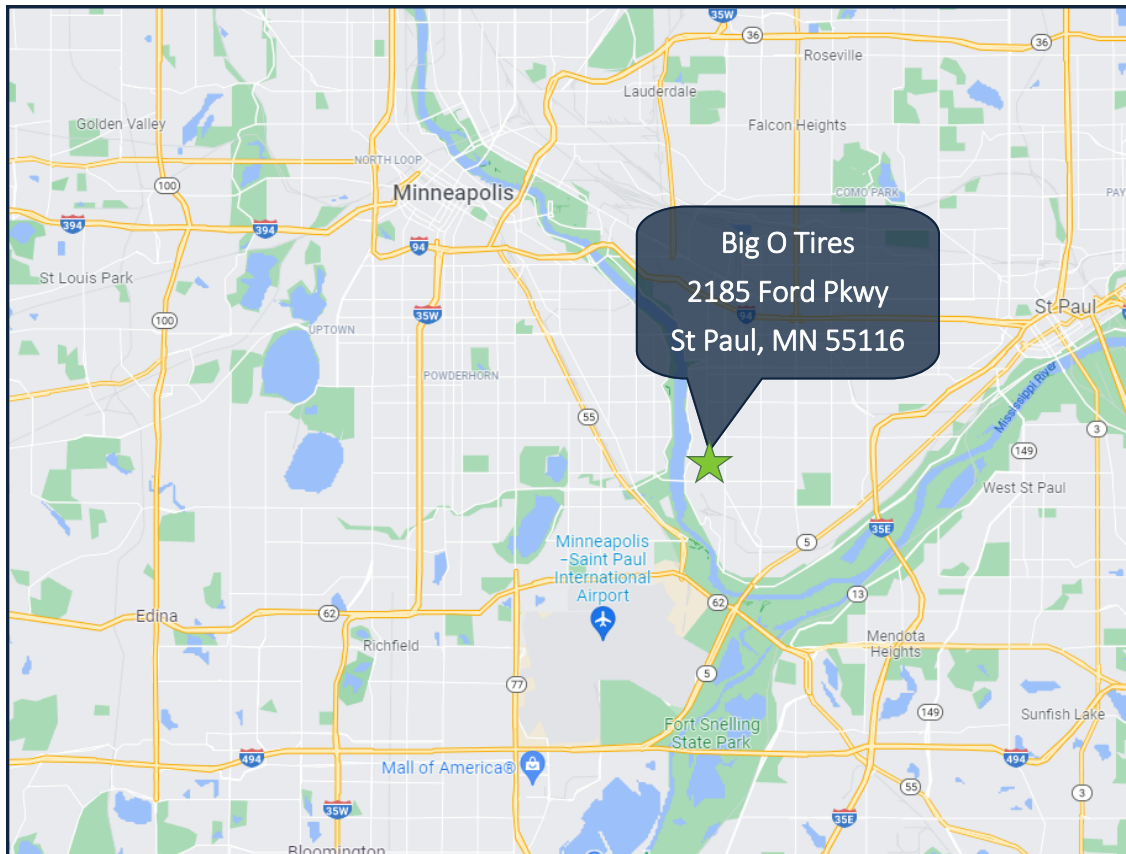 35W
36
36
Roseville
Lauderdale
Golden Valley
Falcon Heights
NORTH LOOP
100
Minneapolis
COMO PARK
PAY
394
394
94
Big O Tires
2185 Ford Pkwy
St Paul, MN 55116
St Louis Park
94
St Paul
35W
100
UPTOWN
POWDERHORN
Mississippi River
55
3
149
West St Paul
35E
Minneapolis
–Saint Paul
International
Airport
5
13
62
62
Edina
Richfield
Mendota
Heights
77
5
149
Sunfish Lake
Fort Snelling
State Park
494
Mall of America®
494
55
3
35W
35E
Bloomington